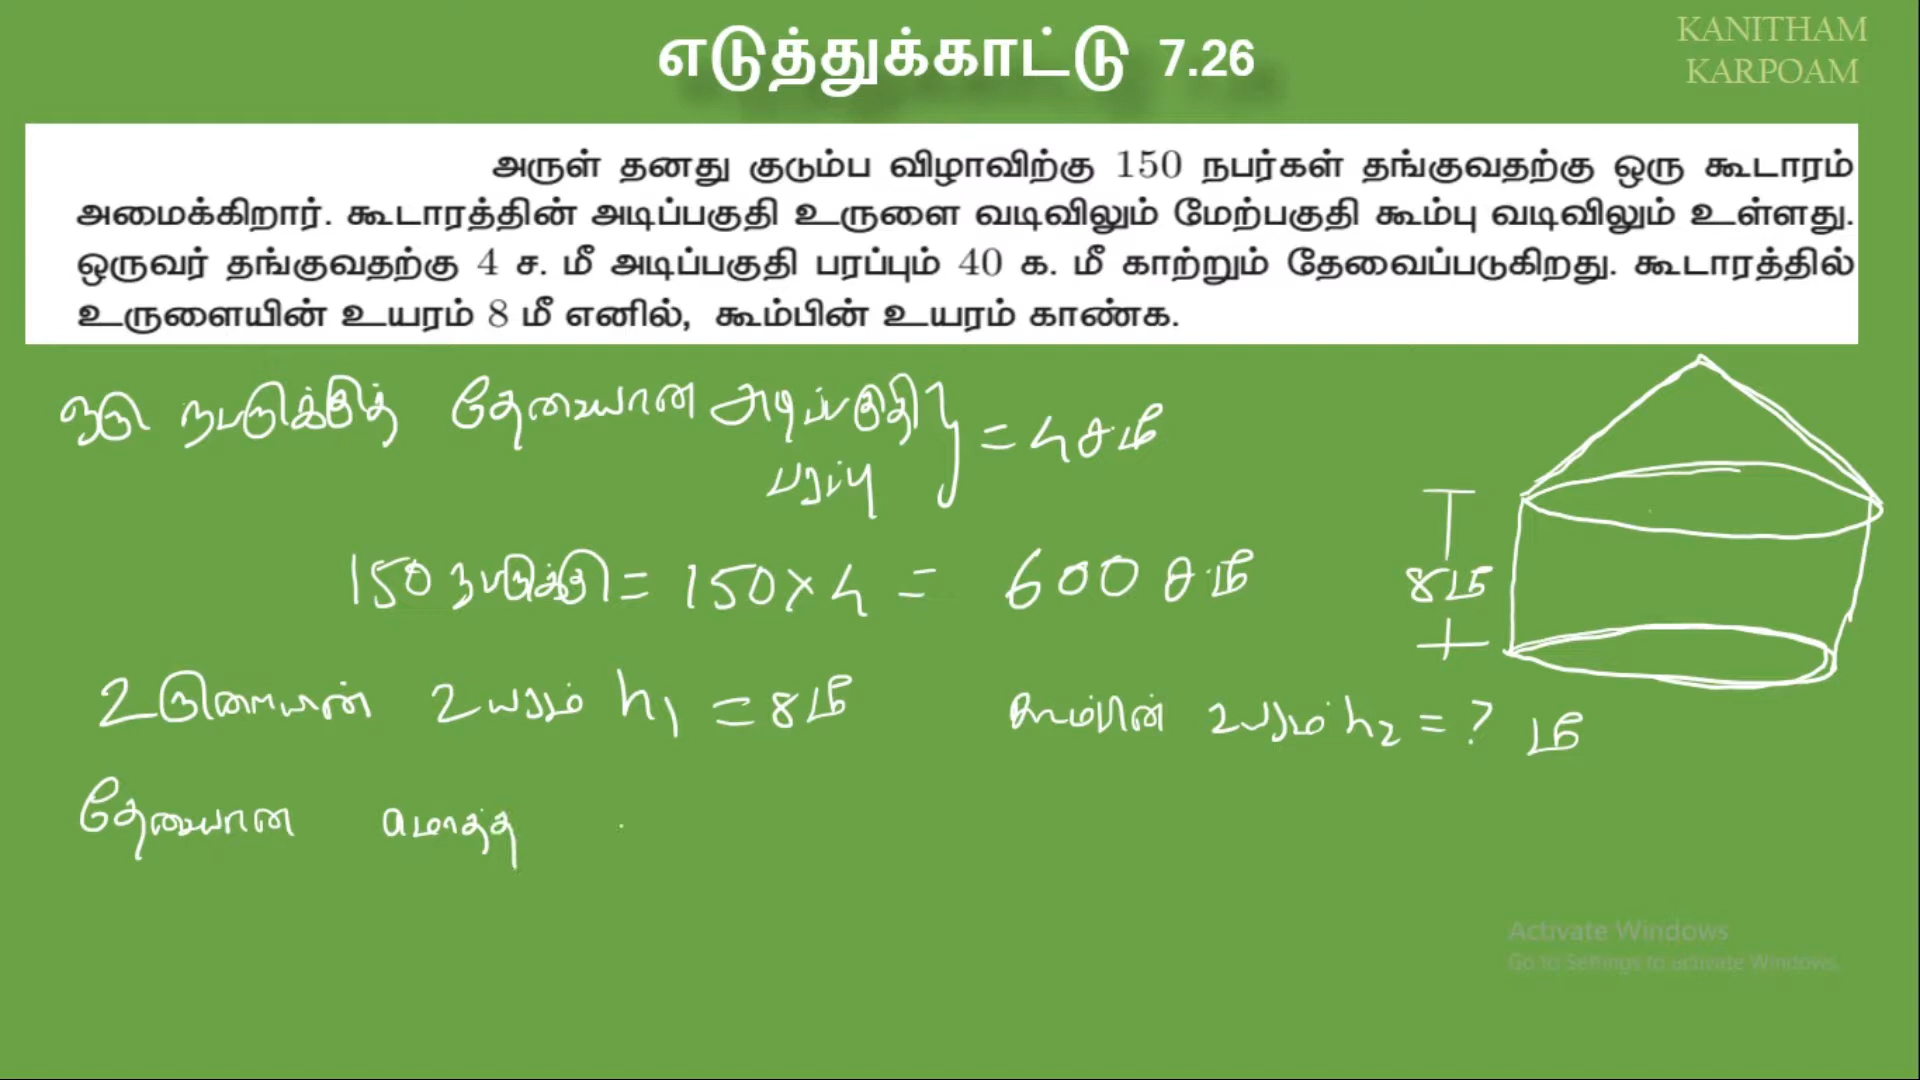 எடுத்துக்காட்டு 7.26
KANITHAM
KARPOAM
அருள் தனது குடும்ப விழாவிற்கு 150 நபர்கள் தங்குவதற்கு ஒரு கூடாரம்
அமைக்கிறார். கூடாரத்தின் அடிப்பகுதி உருளை வடிவிலும் மேற்பகுதி கூம்பு வடிவிலும் உள்ளது.
ஒருவர் தங்குவதற்கு 4 ச. மீ அடிப்பகுதி பரப்பும் 40 க. மீ காற்றும் தேவைப்படுகிறது. கூடாரத்தில்
உருளையின் உயரம் 8 மீ எனில், கூம்பின் உயரம் காண்க.
ஒரு நபருக்குத் தேவையான அடிப்பகுதி
பரப்பு } = 4 ச.மீ
150 நபருக்கு = 150 × 4 = 600 ச.மீ
8மீ
உருளையின் உயரம் h₁ = 8மீ கூம்பின் உயரம் h₂ = ? மீ
தேவையான மொத்த
Activate Windows
Go to Settings to activate Windows.